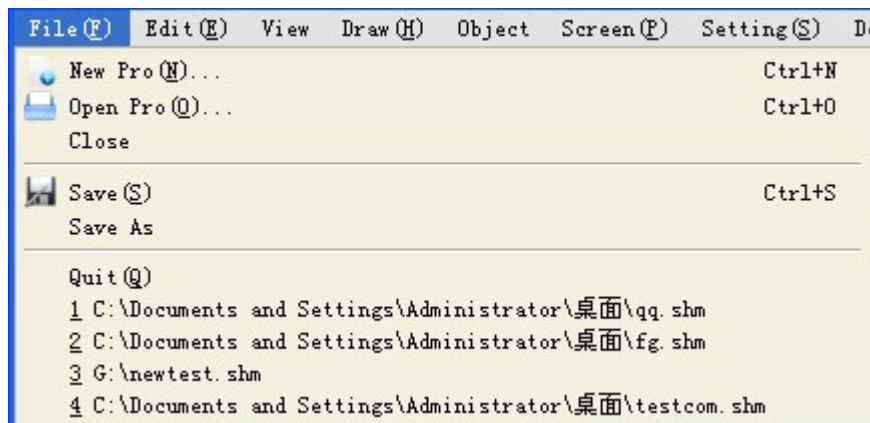 File(F) Edit(E) View Draw(H) Object Screen(P) Setting(S)
New Pro(N)... Ctrl+N
Open Pro(O)... Ctrl+O
Close
Save(S) Ctrl+S
Save As
Quit(Q)
1 C:\Documents and Settings\Administrator\桌面\qq.shm
2 C:\Documents and Settings\Administrator\桌面\fg.shm
3 G:\newtest.shm
4 C:\Documents and Settings\Administrator\桌面\testcom.shm